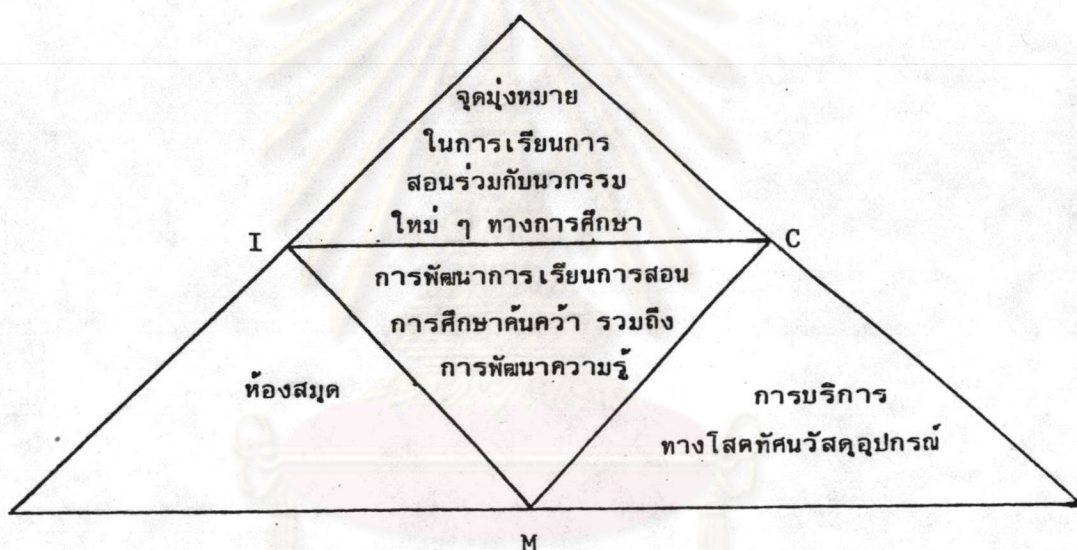 จุดมุ่งหมาย
ในการเรียนการ
สอนร่วมกับนวกรรม
ใหม่ ๆ ทางการศึกษา
I
C
การพัฒนาการเรียนการสอน
การศึกษาค้นคว้า รวมถึง
การพัฒนาความรู้
ห้องสมุด
การบริการ
ทางโสตทัศนวัสดุอุปกรณ์
M